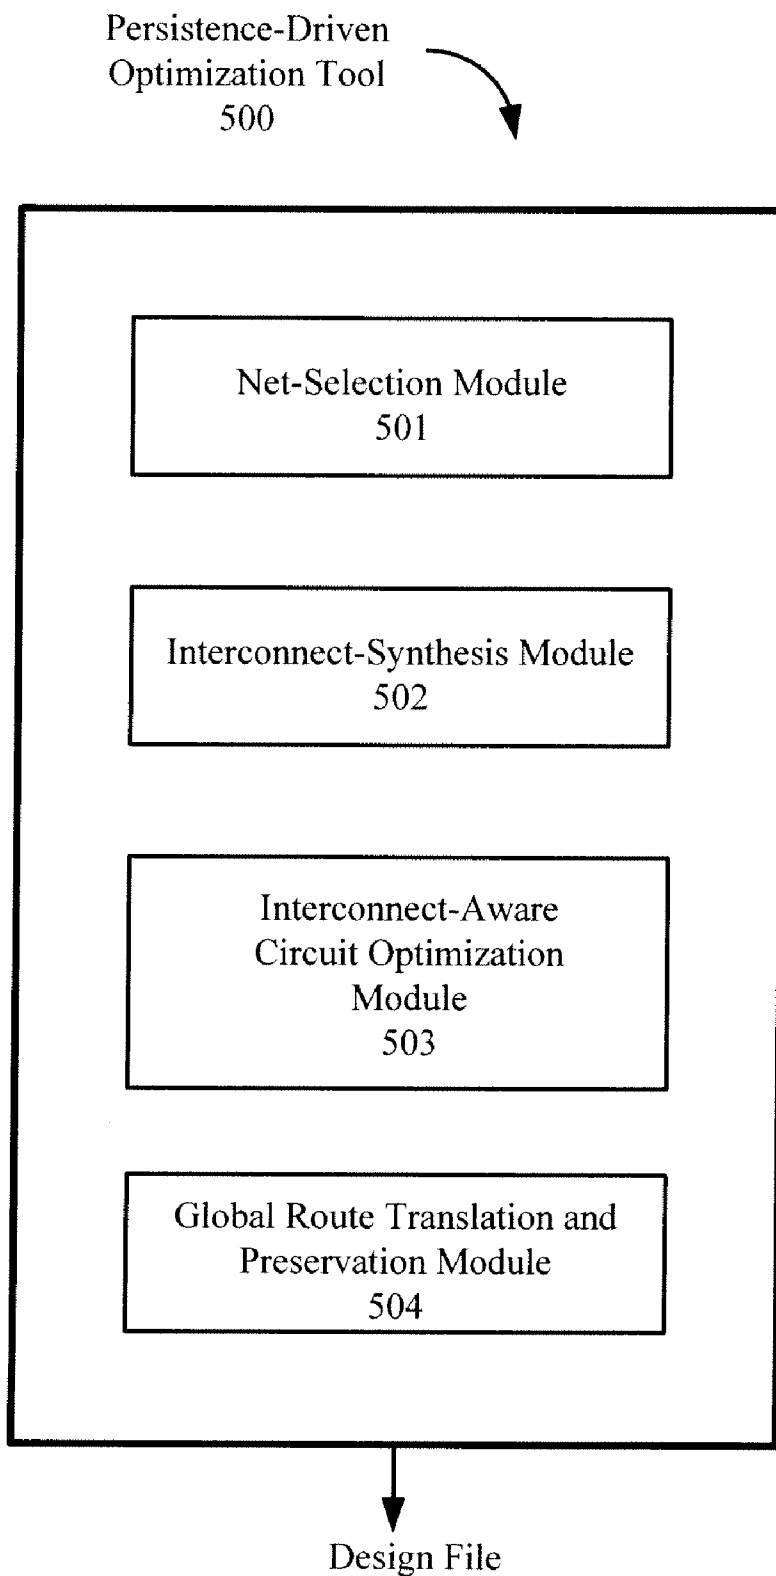 Persistence-Driven
Optimization Tool
500
Net-Selection Module
501
Interconnect-Synthesis Module
502
Interconnect-Aware
Circuit Optimization
Module
503
Global Route Translation and
Preservation Module
504
Design File